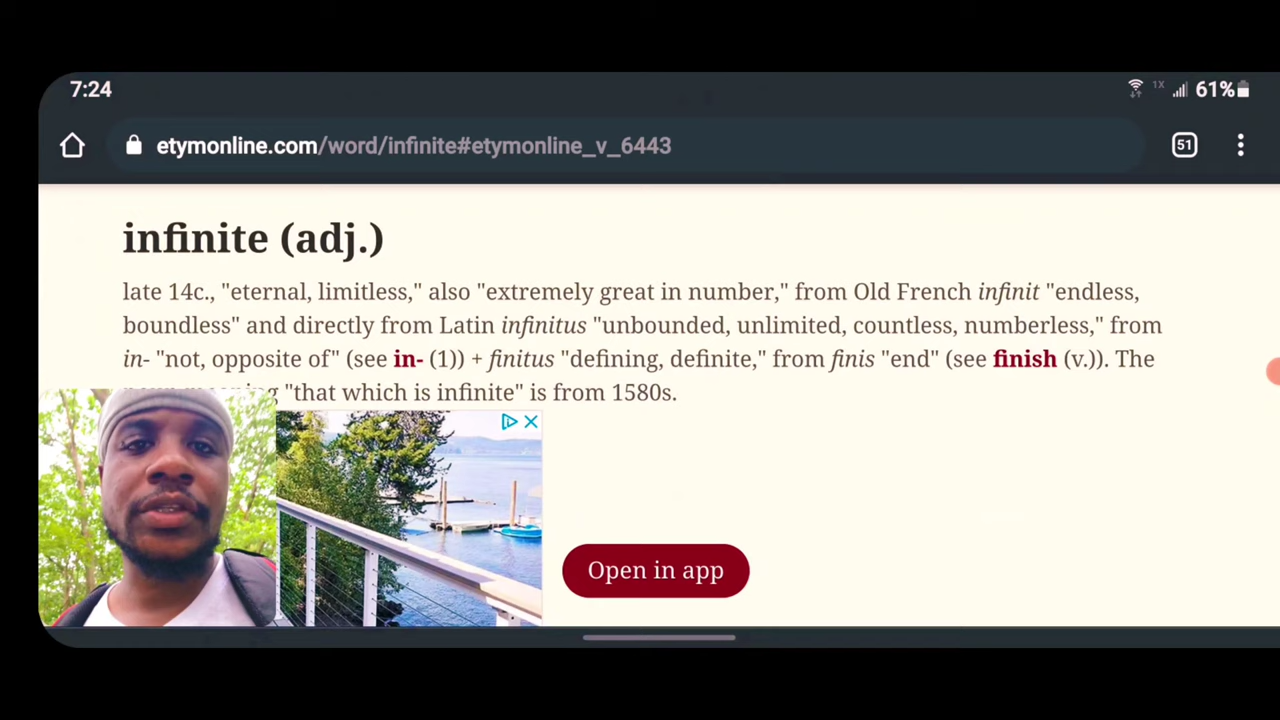 7:24
1X 61%
etymonline.com/word/infinite#etymonline_v_6443
51
infinite (adj.)
late 14c., "eternal, limitless," also "extremely great in number," from Old French infinit "endless,
boundless" and directly from Latin infinitus "unbounded, unlimited, countless, numberless," from
in- "not, opposite of" (see in- (1)) + finitus "defining, definite," from finis "end" (see finish (v.)). The
"that which is infinite" is from 1580s.
Open in app